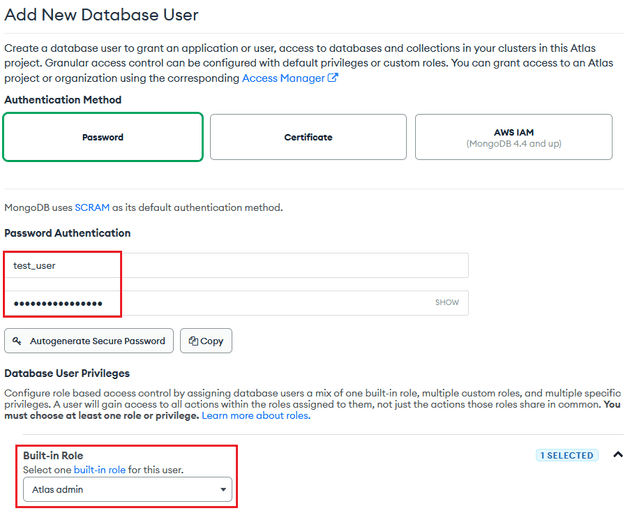 Add New Database User
Create a database user to grant an application or user, access to databases and collections in your clusters in this Atlas
project. Granular access control can be configured with default privileges or custom roles. You can grant access to an Atlas
project or organization using the corresponding Access Manager
Authentication Method
Password
Certificate
AWS IAM
(MongoDB 4.4 and up)
MongoDB uses SCRAM as its default authentication method.
Password Authentication
test_user
•••••••••••••••• SHOW
Autogenerate Secure Password
Copy
Database User Privileges
Configure role based access control by assigning database users a mix of one built-in role, multiple custom roles, and multiple specific
privileges. A user will gain access to all actions within the roles assigned to them, not just the actions those roles share in common. You
must choose at least one role or privilege. Learn more about roles.
Built-in Role
1 SELECTED
Select one built-in role for this user.
Atlas admin